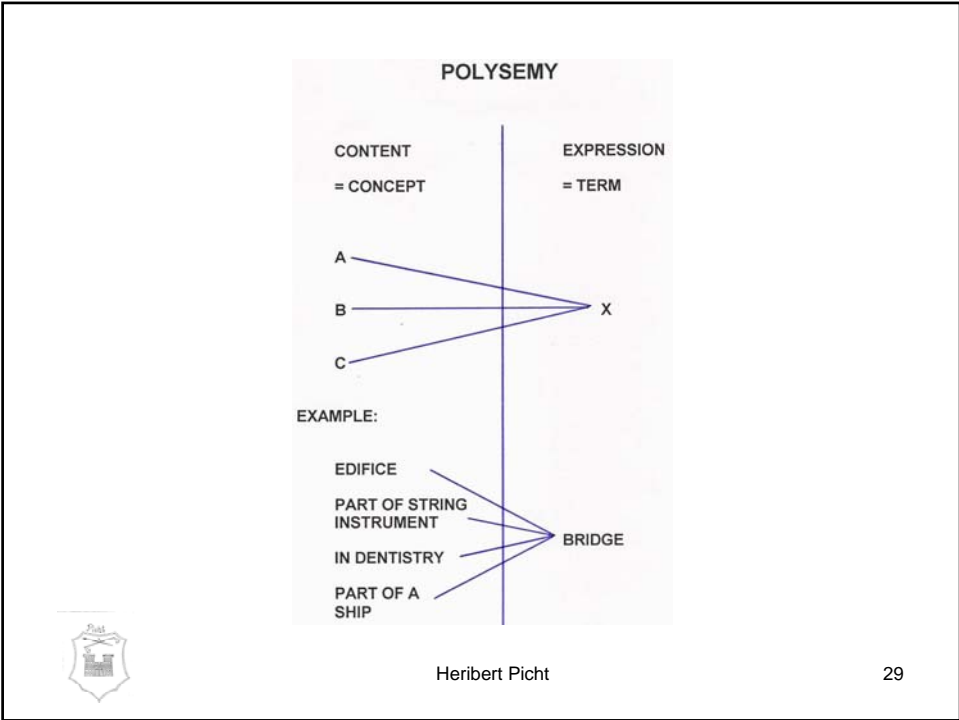 POLYSEMY
CONTENT
= CONCEPT
EXPRESSION
= TERM
A
B
C
X
EXAMPLE:
EDIFICE
PART OF STRING
INSTRUMENT
IN DENTISTRY
PART OF A
SHIP
BRIDGE
Picht
Heribert Picht
29